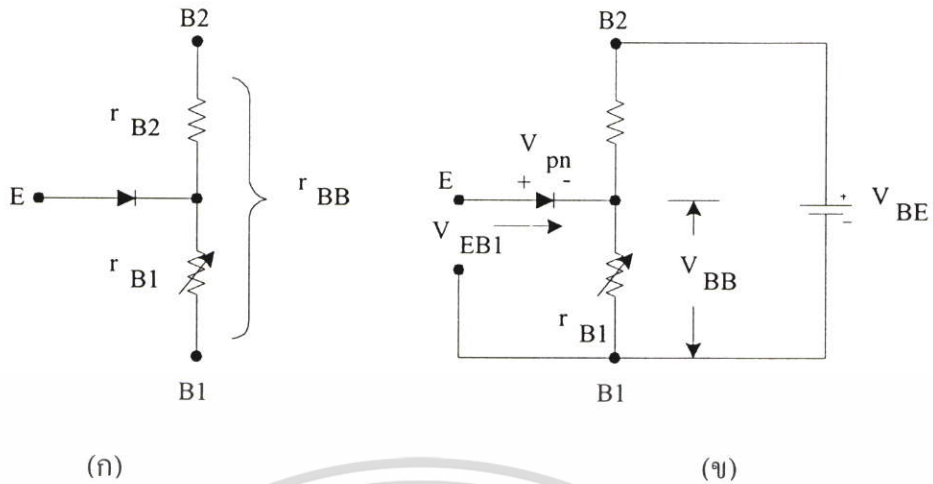 B2
r B2
E
r BB
r B1
B1
(ก)
B2
V pn
+ -
E
V EB1
r B1
V BB
+
-
V BE
B1
(ข)